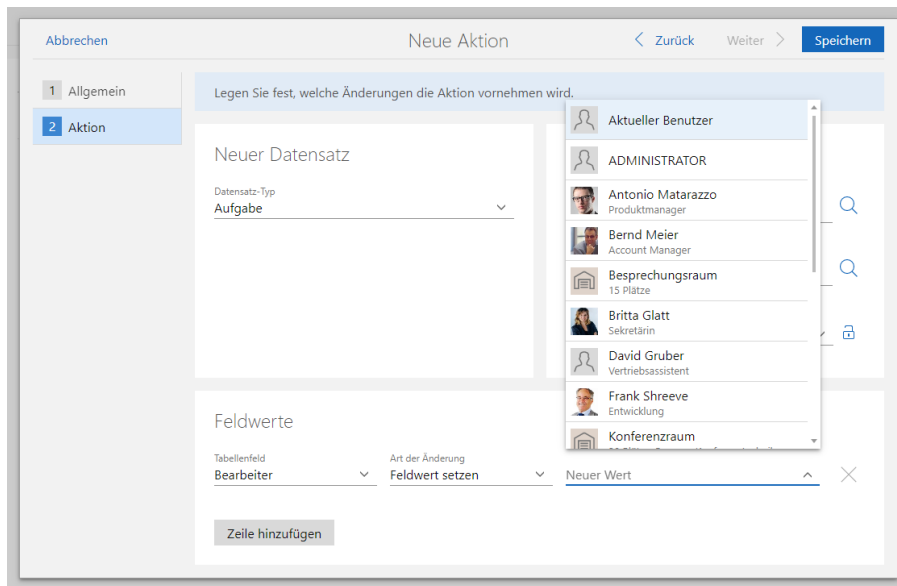 Abbrechen
Neue Aktion
Zurück
Weiter
Speichern
1 Allgemein
2 Aktion
Legen Sie fest, welche Änderungen die Aktion vornehmen wird.
Neuer Datensatz
Datensatz-Typ
Aufgabe
Aktueller Benutzer
ADMINISTRATOR
Antonio Matarazzo
Produktmanager
Bernd Meier
Account Manager
Besprechungsraum
15 Plätze
Britta Glatt
Sekretärin
David Gruber
Vertriebsassistent
Frank Shreeve
Entwicklung
Konferenzraum
Feldwerte
Tabellenfeld
Bearbeiter
Art der Änderung
Feldwert setzen
Neuer Wert
Zeile hinzufügen